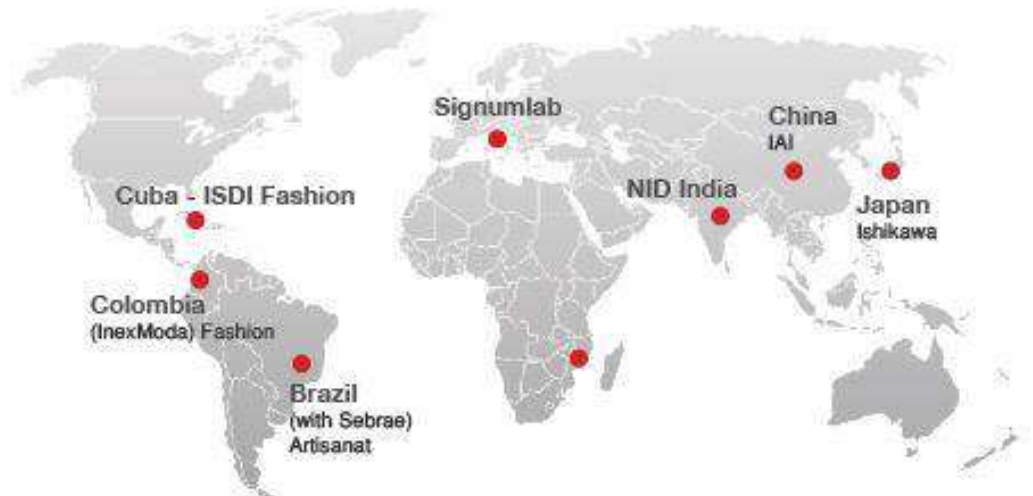 Signumlab
China
IAI
Cuba - ISDI Fashion
NID India
Japan
Ishikawa
Colombia
(InexModa) Fashion
Brazil
(with Sebrae)
Artisanat